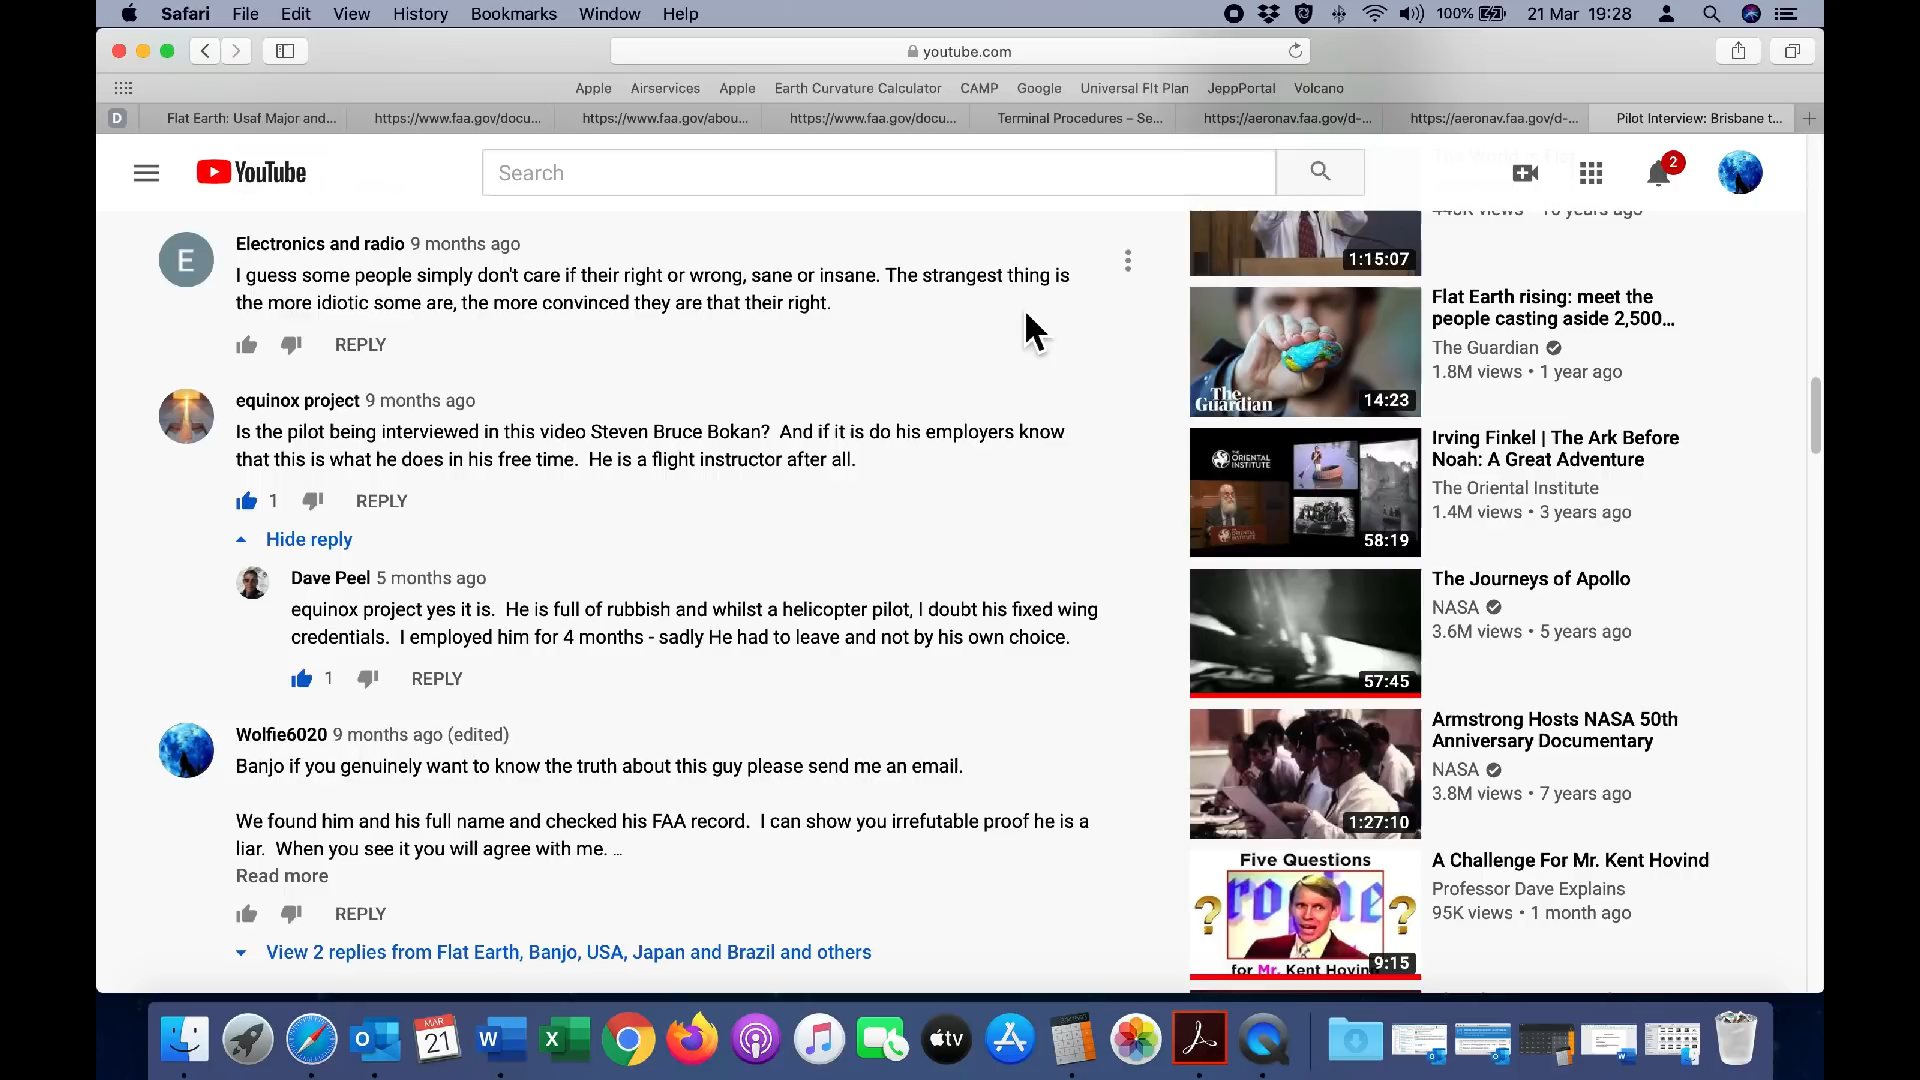 Safari File Edit View History Bookmarks Window Help 100% 21 Mar 19:28
youtube.com
Apple Airservices Apple Earth Curvature Calculator CAMP Google Universal Flt Plan JeppPortal Volcano
D Flat Earth: Usaf Major and... https://www.faa.gov/docu... https://www.faa.gov/abou... https://www.faa.gov/docu... Terminal Procedures – Se... https://aeronav.faa.gov/d-... https://aeronav.faa.gov/d-... Pilot Interview: Brisbane t...
YouTube
Search
2
E
Electronics and radio 9 months ago
I guess some people simply don't care if their right or wrong, sane or insane. The strangest thing is
the more idiotic some are, the more convinced they are that their right.
REPLY
equinox project 9 months ago
Is the pilot being interviewed in this video Steven Bruce Bokan? And if it is do his employers know
that this is what he does in his free time. He is a flight instructor after all.
1 REPLY
Hide reply
Dave Peel 5 months ago
equinox project yes it is. He is full of rubbish and whilst a helicopter pilot, I doubt his fixed wing
credentials. I employed him for 4 months - sadly He had to leave and not by his own choice.
1 REPLY
Wolfie6020 9 months ago (edited)
Banjo if you genuinely want to know the truth about this guy please send me an email.
We found him and his full name and checked his FAA record. I can show you irrefutable proof he is a
liar. When you see it you will agree with me. ...
Read more
REPLY
View 2 replies from Flat Earth, Banjo, USA, Japan and Brazil and others
1:15:07
Flat Earth rising: meet the
people casting aside 2,500...
The Guardian
1.8M views • 1 year ago
The
Guardian
14:23
Irving Finkel | The Ark Before
Noah: A Great Adventure
The Oriental Institute
1.4M views • 3 years ago
ORIENTAL
INSTITUTE
58:19
The Journeys of Apollo
NASA
3.6M views • 5 years ago
57:45
Armstrong Hosts NASA 50th
Anniversary Documentary
NASA
3.8M views • 7 years ago
1:27:10
A Challenge For Mr. Kent Hovind
Professor Dave Explains
95K views • 1 month ago
Five Questions
? ?
for Mr. Kent Hovin
9:15
MAR
21
W
X
tv